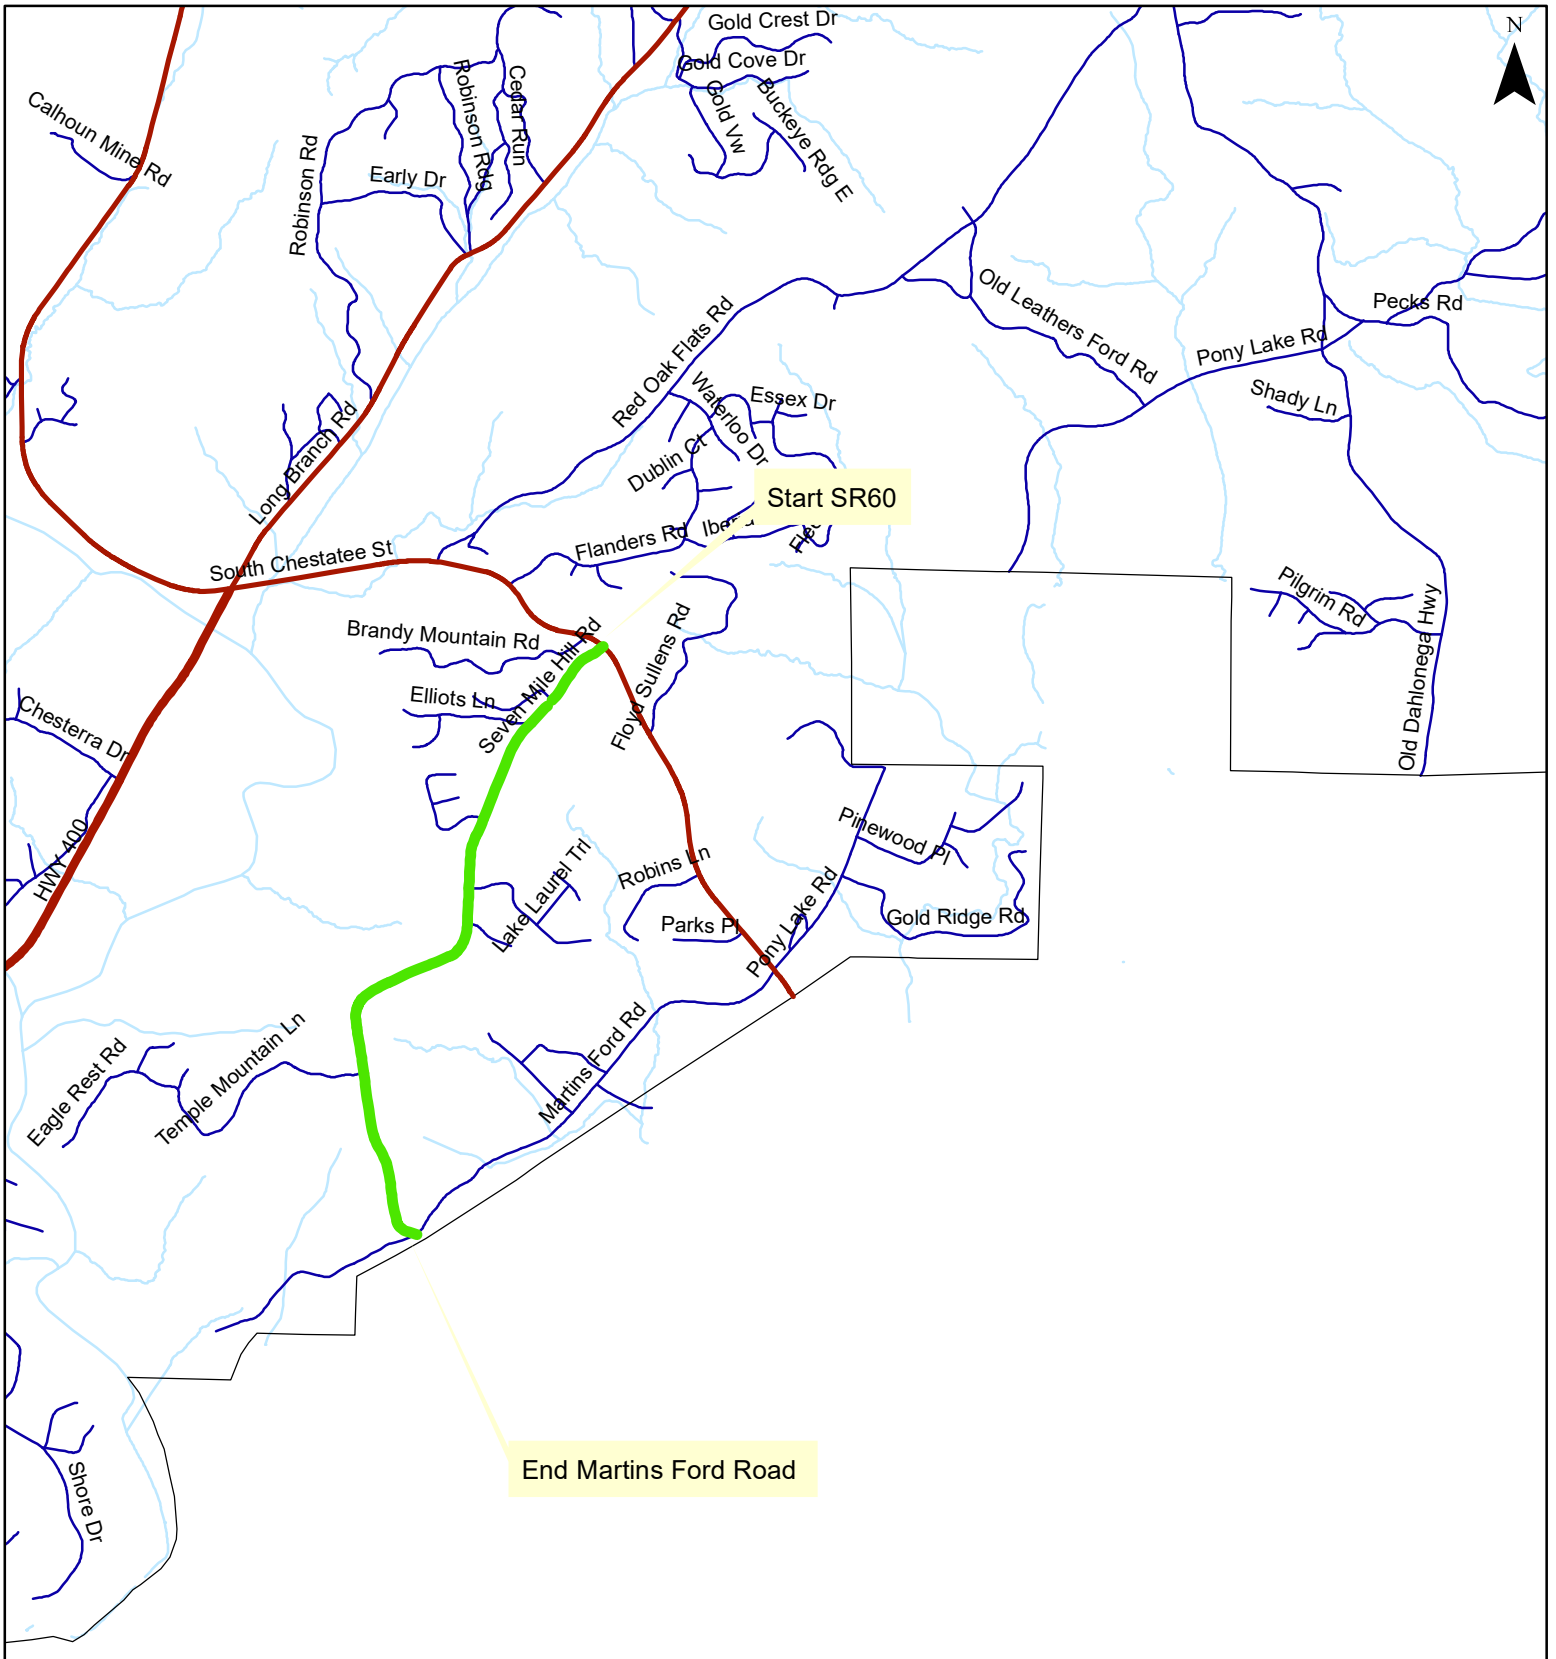 Gold Crest Dr
N
Gold Cove Dr
Calhoun Mine Rd
Robinson Rdg
Cedar Run
Gold Vw
Buckeye Rdg E
Robinson Rd
Early Dr
Old Leathers Ford Rd
Pecks Rd
Red Oak Flats Rd
Pony Lake Rd
Waterloo Dr
Essex Dr
Shady Ln
Long Branch Rd
Dublin Ct
Start SR60
Flanders Rd
South Chestatee St
Pilgrim Rd
Old Dahlonega Hwy
Brandy Mountain Rd
Seven Mile Hill Rd
Floyd Sullens Rd
Elliots Ln
Chesterra Dr
HWY 400
Pinewood Pl
Lake Laurel Trl
Robins Ln
Parks Pl
Pony Lake Rd
Gold Ridge Rd
Eagle Rest Rd
Temple Mountain Ln
Martins Ford Rd
End Martins Ford Road
Shore Dr